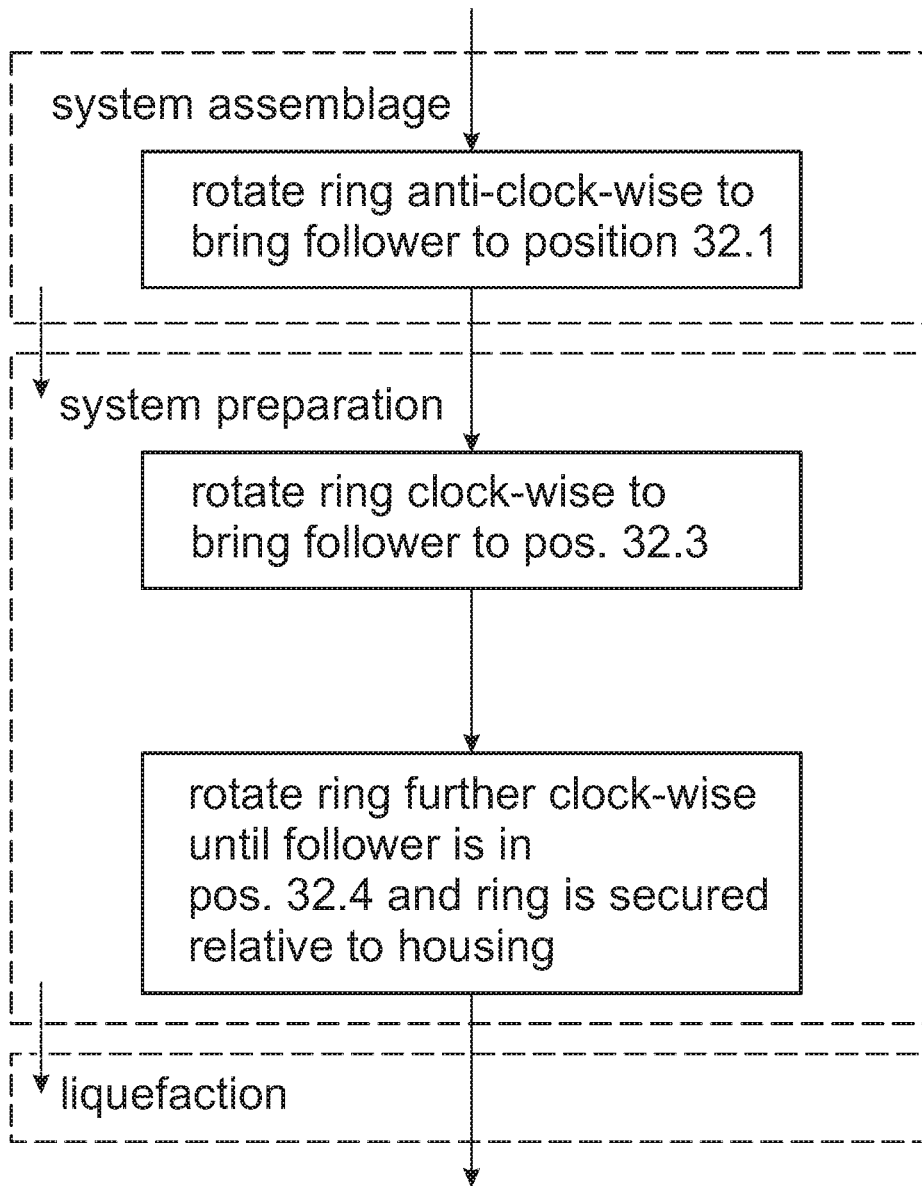 system assemblage
rotate ring anti-clock-wise to
bring follower to position 32.1
system preparation
rotate ring clock-wise to
bring follower to pos. 32.3
rotate ring further clock-wise
until follower is in
pos. 32.4 and ring is secured
relative to housing
liquefaction